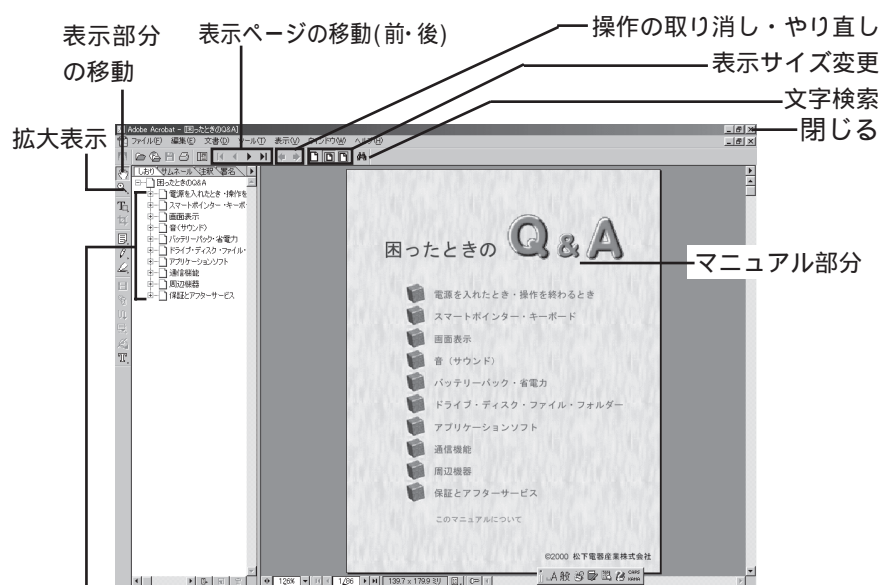 操作の取り消し・やり直し
表示部分
の移動
表示ページの移動(前・後)
表示サイズ変更
文字検索
拡大表示
閉じる
Adobe Acrobat - [困ったときのQ&A]
ファイル(F) 編集(E) 文書(D) ツール(T) 表示(V) ウィンドウ(W) ヘルプ(H)
しおり サムネール 注釈 署名
困ったときのQ&A
電源を入れたとき・操作を
スマートポインター・キーボ
画面表示
音(サウンド)
バッテリーパック・省電力
ドライブ・ディスク・ファイル・
アプリケーションソフト
通信機能
周辺機器
保証とアフターサービス
困ったときの Q&A
マニュアル部分
電源を入れたとき・操作を終わるとき
スマートポインター・キーボード
画面表示
音(サウンド)
バッテリーパック・省電力
ドライブ・ディスク・ファイル・フォルダー
アプリケーションソフト
通信機能
周辺機器
保証とアフターサービス
このマニュアルについて
©2000 松下電器産業株式会社
126% 1/86 139.7 x 179.9 ミリ
A 般 CAPS KANA